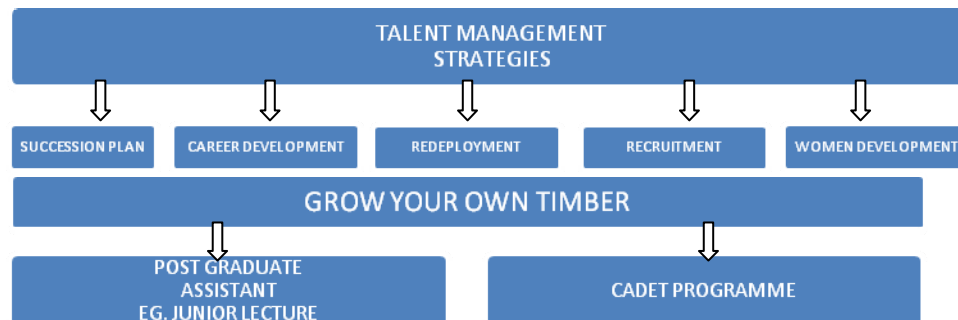 TALENT MANAGEMENT
STRATEGIES
SUCCESSION PLAN
CAREER DEVELOPMENT
REDEPLOYMENT
RECRUITMENT
WOMEN DEVELOPMENT
GROW YOUR OWN TIMBER
POST GRADUATE
ASSISTANT
EG. JUNIOR LECTURE
CADET PROGRAMME